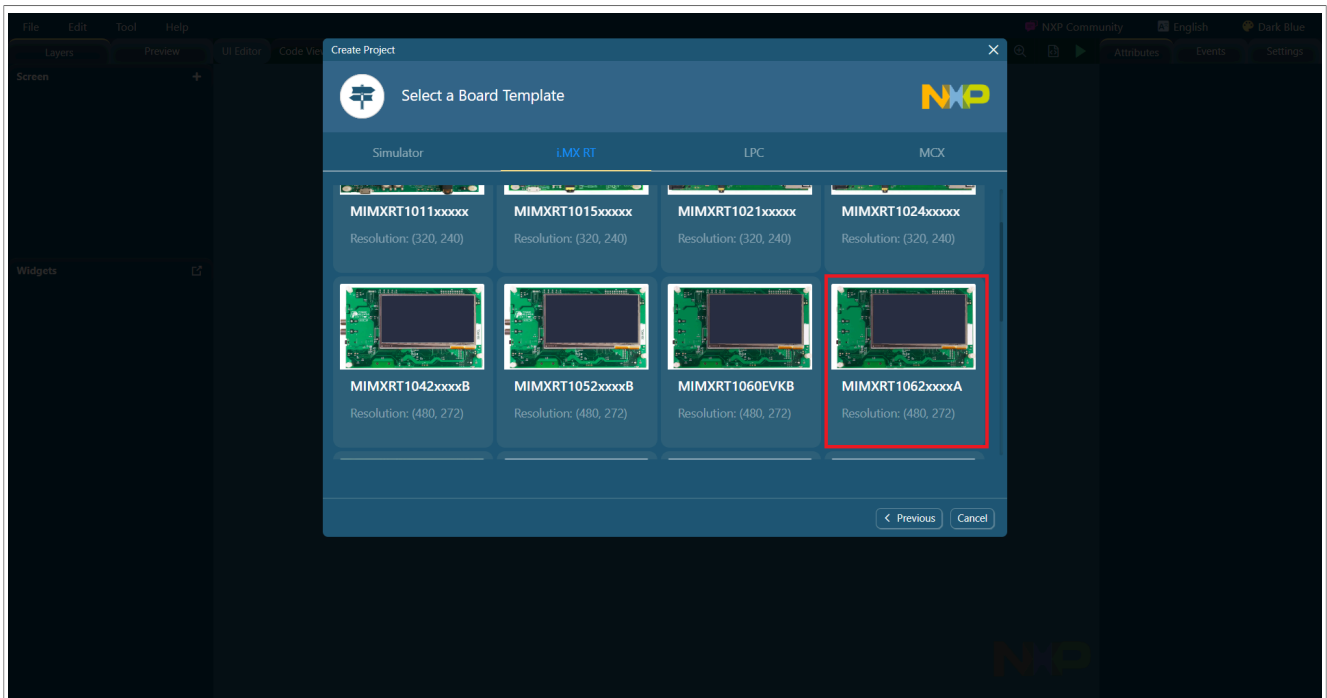 File Edit Tool Help
NXP Community English Dark Blue
Layers Preview UI Editor Code View
Attributes Events Settings
Create Project
Screen +
Select a Board Template
NXP
Simulator i.MX RT LPC MCX
MIMXRT1011xxxxx MIMXRT1015xxxxx MIMXRT1021xxxxx MIMXRT1024xxxxx
Resolution: (320, 240) Resolution: (320, 240) Resolution: (320, 240) Resolution: (320, 240)
Widgets
MIMXRT1042xxxxB MIMXRT1052xxxxB MIMXRT1060EVKB MIMXRT1062xxxxA
Resolution: (480, 272) Resolution: (480, 272) Resolution: (480, 272) Resolution: (480, 272)
< Previous Cancel
NXP